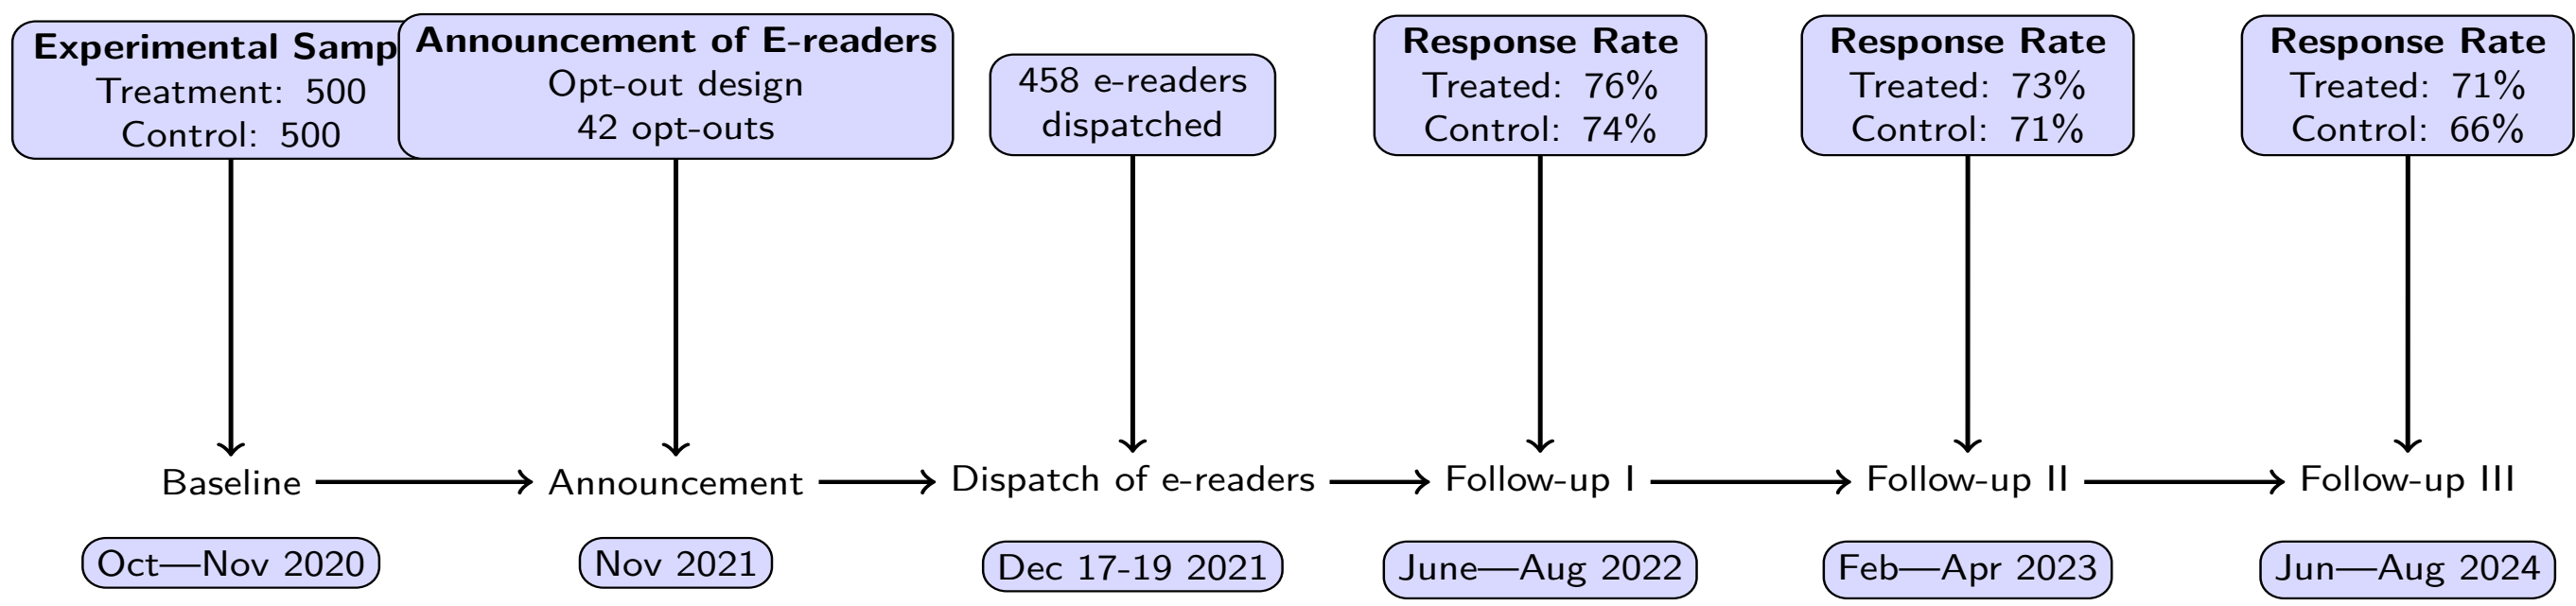 Experimental Samp
Treatment: 500
Control: 500
Announcement of E-readers
Opt-out design
42 opt-outs
458 e-readers
dispatched
Response Rate
Treated: 76%
Control: 74%
Response Rate
Treated: 73%
Control: 71%
Response Rate
Treated: 71%
Control: 66%
Baseline
Announcement
Dispatch of e-readers
Follow-up I
Follow-up II
Follow-up III
Oct—Nov 2020
Nov 2021
Dec 17-19 2021
June—Aug 2022
Feb—Apr 2023
Jun—Aug 2024